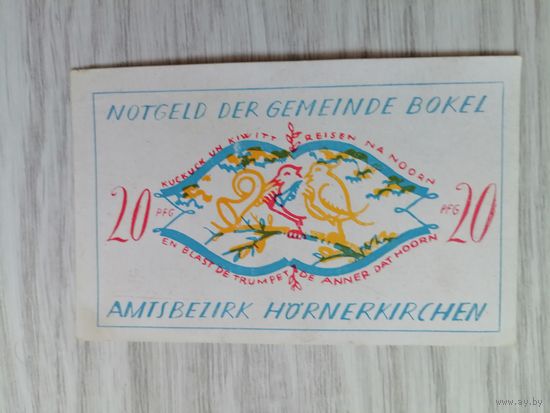 NOTGELD DER GEMEINDE BOKEL
KUCKUCK UN KIWITT REISEN NA NOORN
20 PFG
PFG 20
EN BLAST DE TRUMPET DE ANNER DAT HOORN
AMTSBEZIRK HÖRNERKIRCHEN
www.ay.by